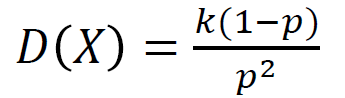 D(X) = k(1−p)/p²